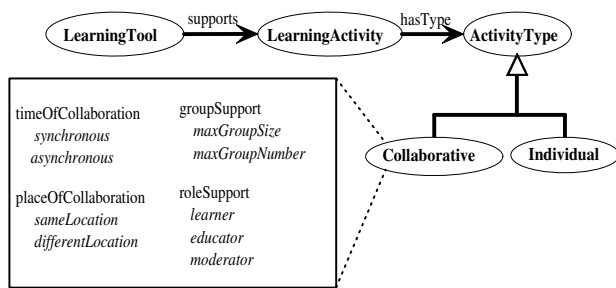 supports
hasType
LearningTool
LearningActivity
ActivityType
timeOfCollaboration
synchronous
asynchronous
placeOfCollaboration
sameLocation
differentLocation
groupSupport
maxGroupSize
maxGroupNumber
roleSupport
learner
educator
moderator
Collaborative
Individual